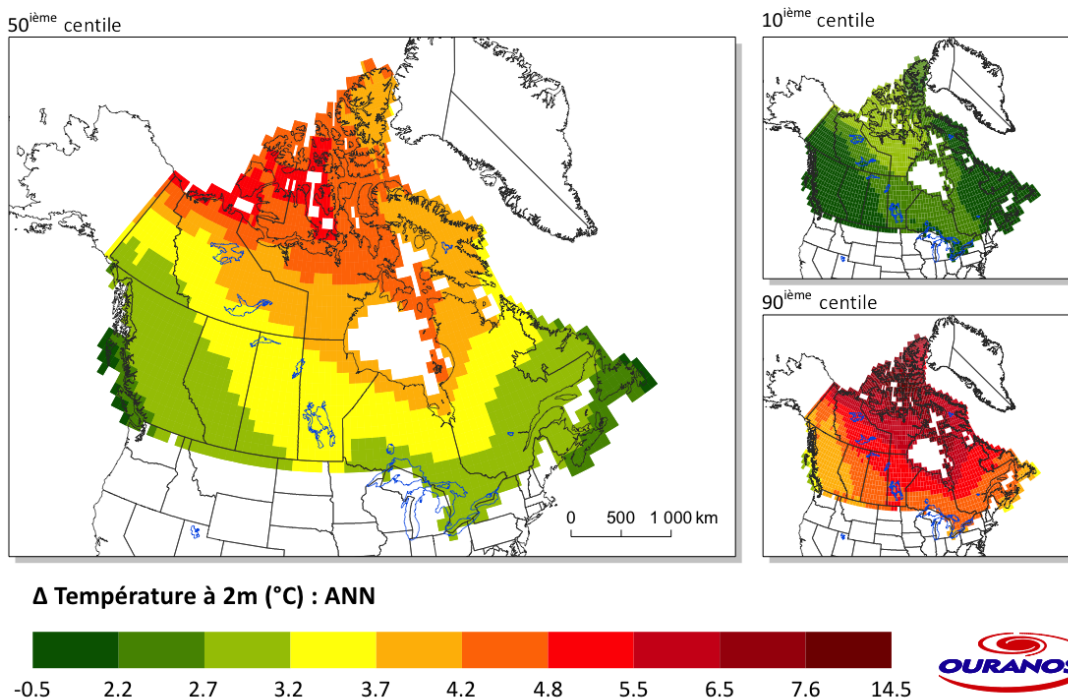 50ième centile
10ième centile
90ième centile
0 500 1 000 km
Δ Température à 2m (°C) : ANN
-0.5 2.2 2.7 3.2 3.7 4.2 4.8 5.5 6.5 7.6 14.5
OURANOS